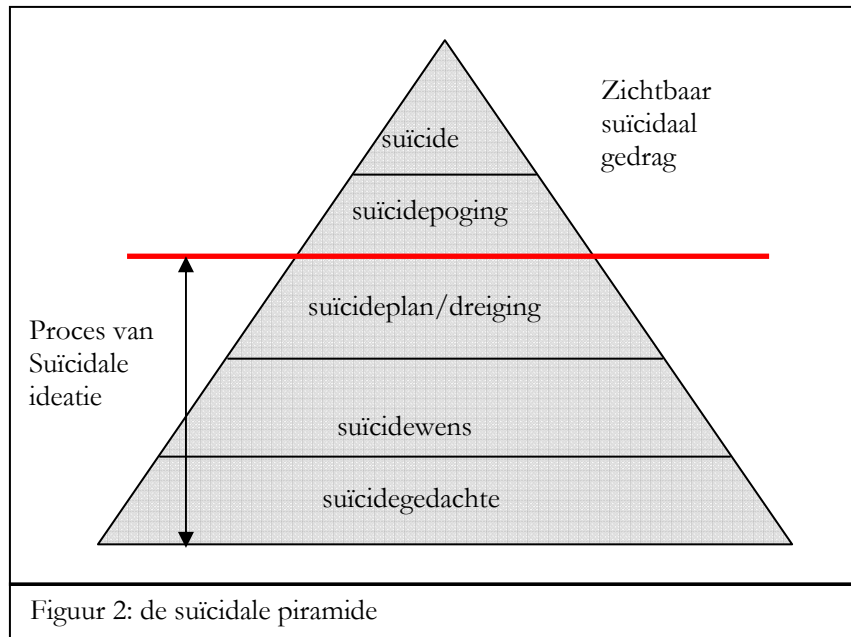 Zichtbaar
suïcidaal
gedrag
suïcide
suïcidepoging
suïcideplan/dreiging
Proces van
Suïcidale
ideatie
suïcidewens
suïcidegedachte
Figuur 2: de suïcidale piramide